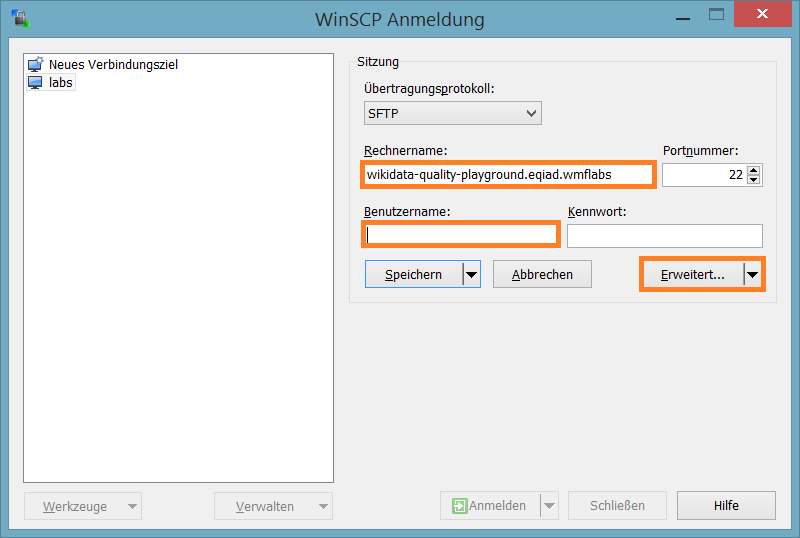 WinSCP Anmeldung
Neues Verbindungsziel
labs
Sitzung
Übertragungsprotokoll:
SFTP
Rechnername: Portnummer:
wikidata-quality-playground.eqiad.wmflabs 22
Benutzername: Kennwort:
Speichern Abbrechen Erweitert...
Werkzeuge Verwalten Anmelden Schließen Hilfe